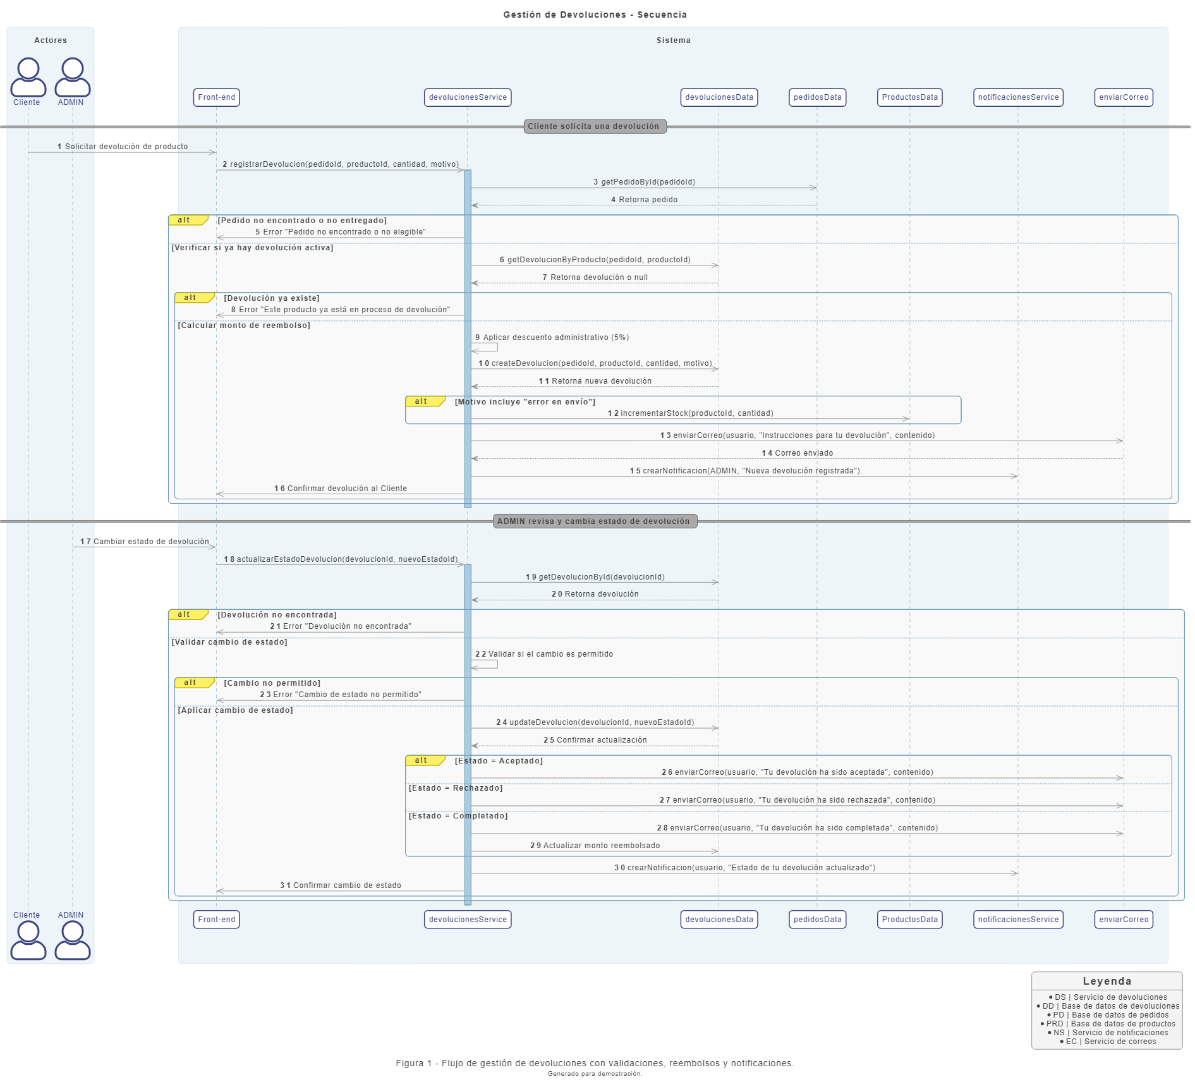 Gestión de Devoluciones - Secuencia
Actores
Sistema
Cliente
ADMIN
Front-end
devolucionesService
devolucionesData
pedidosData
ProductosData
notificacionesService
enviarCorreo
Cliente solicita una devolución
1 Solicitar devolución de producto
2 registrarDevolucion(pedidoId, productoId, cantidad, motivo)
3 getPedidoById(pedidoId)
4 Retorna pedido
alt [Pedido no encontrado o no entregado]
5 Error "Pedido no encontrado o no elegible"
[Verificar si ya hay devolución activa]
6 getDevolucionByProducto(pedidoId, productoId)
7 Retorna devolución o null
alt [Devolución ya existe]
8 Error "Este producto ya está en proceso de devolución"
[Calcular monto de reembolso]
9 Aplicar descuento administrativo (5%)
10 createDevolucion(pedidoId, productoId, cantidad, motivo)
11 Retorna nueva devolución
alt [Motivo incluye "error en envío"]
12 incrementarStock(productoId, cantidad)
13 enviarCorreo(usuario, "Instrucciones para tu devolución", contenido)
14 Correo enviado
15 crearNotificacion(ADMIN, "Nueva devolución registrada")
16 Confirmar devolución al Cliente
ADMIN revisa y cambia estado de devolución
17 Cambiar estado de devolución
18 actualizarEstadoDevolucion(devolucionId, nuevoEstadoId)
19 getDevolucionById(devolucionId)
20 Retorna devolución
alt [Devolución no encontrada]
21 Error "Devolución no encontrada"
[Validar cambio de estado]
22 Validar si el cambio es permitido
alt [Cambio no permitido]
23 Error "Cambio de estado no permitido"
[Aplicar cambio de estado]
24 updateDevolucion(devolucionId, nuevoEstadoId)
25 Confirmar actualización
alt [Estado = Aceptado]
26 enviarCorreo(usuario, "Tu devolución ha sido aceptada", contenido)
[Estado = Rechazado]
27 enviarCorreo(usuario, "Tu devolución ha sido rechazada", contenido)
[Estado = Completado]
28 enviarCorreo(usuario, "Tu devolución ha sido completada", contenido)
29 Actualizar monto reembolsado
30 crearNotificacion(usuario, "Estado de tu devolución actualizado")
31 Confirmar cambio de estado
Cliente
ADMIN
Front-end
devolucionesService
devolucionesData
pedidosData
ProductosData
notificacionesService
enviarCorreo
Leyenda
• DS | Servicio de devoluciones
• DD | Base de datos de devoluciones
• PD | Base de datos de pedidos
• PRD | Base de datos de productos
• NS | Servicio de notificaciones
• EC | Servicio de correos
Figura 1 - Flujo de gestión de devoluciones con validaciones, reembolsos y notificaciones.
Generado para demostración.